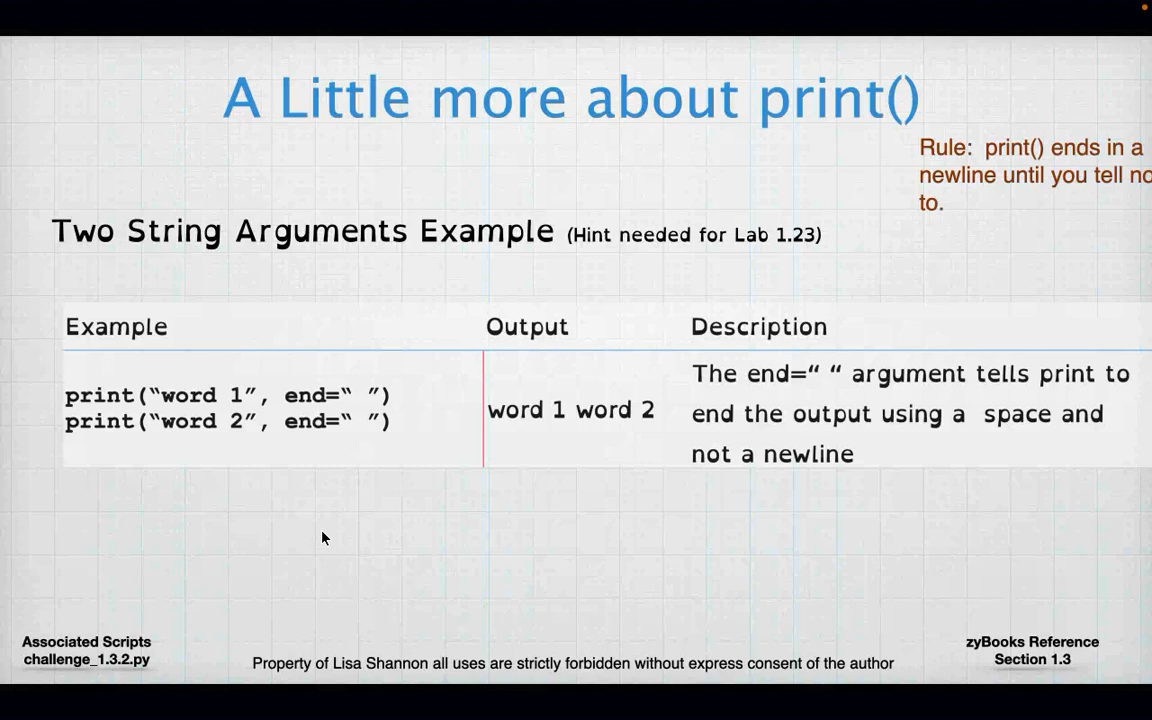 A Little more about print()
Rule: print() ends in a
newline until you tell
to.
Two String Arguments Example (Hint needed for Lab 1.23)
Example Output Description
print(“word 1”, end=“ ”)
print(“word 2”, end=“ ”)
word 1 word 2
The end=“ “ argument tells print to
end the output using a space and
not a newline
Associated Scripts
challenge_1.3.2.py
Property of Lisa Shannon all uses are strictly forbidden without express consent of the author
zyBooks Reference
Section 1.3